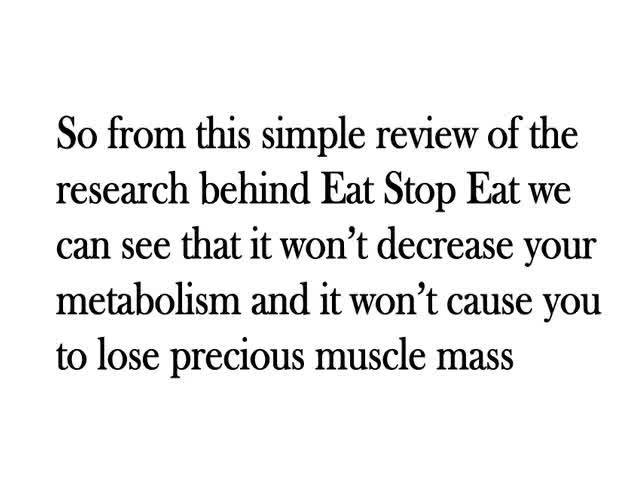 So from this simple review of the
research behind Eat Stop Eat we
can see that it won’t decrease your
metabolism and it won’t cause you
to lose precious muscle mass